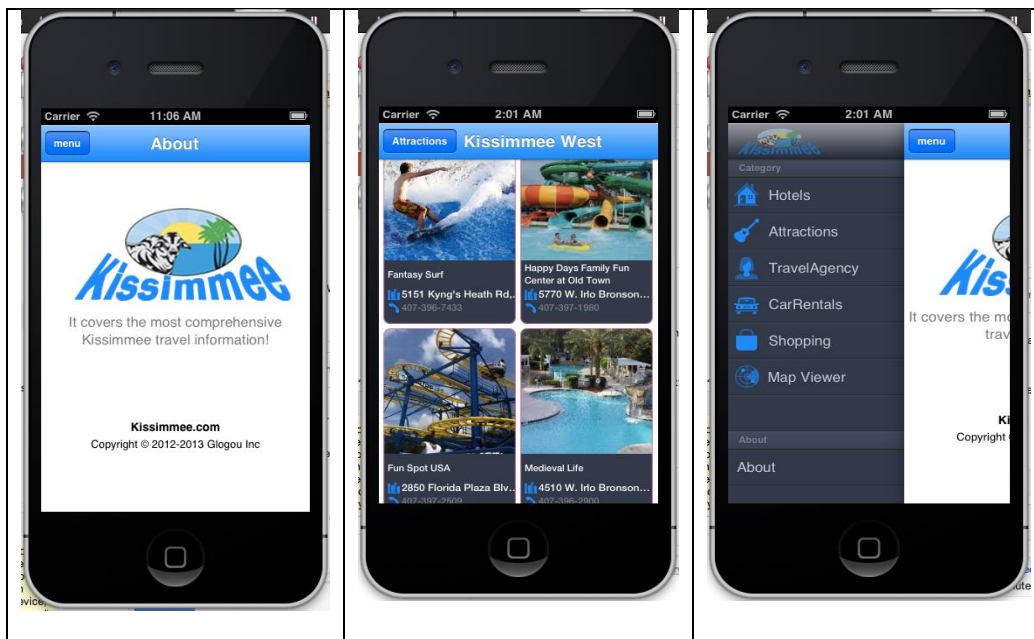 Carrier
11:06 AM
menu
About
Kissimmee
It covers the most comprehensive
Kissimmee travel information!
Kissimmee.com
Copyright © 2012-2013 Glogou Inc
Carrier
2:01 AM
Attractions
Kissimmee West
Fantasy Surf
5151 Kyng's Heath Rd,..
407-396-7433
Happy Days Family Fun
Center at Old Town
5770 W. Irlo Bronson...
407-397-1980
Fun Spot USA
2850 Florida Plaza Blv..
407-397-2509
Medieval Life
4510 W. Irlo Bronson...
407-396-2900
Carrier
2:01 AM
Kissimmee
menu
Category
Hotels
Attractions
TravelAgency
CarRentals
Shopping
Map Viewer
About
About
Kiss
It covers the mo
trav
Ki
Copyright